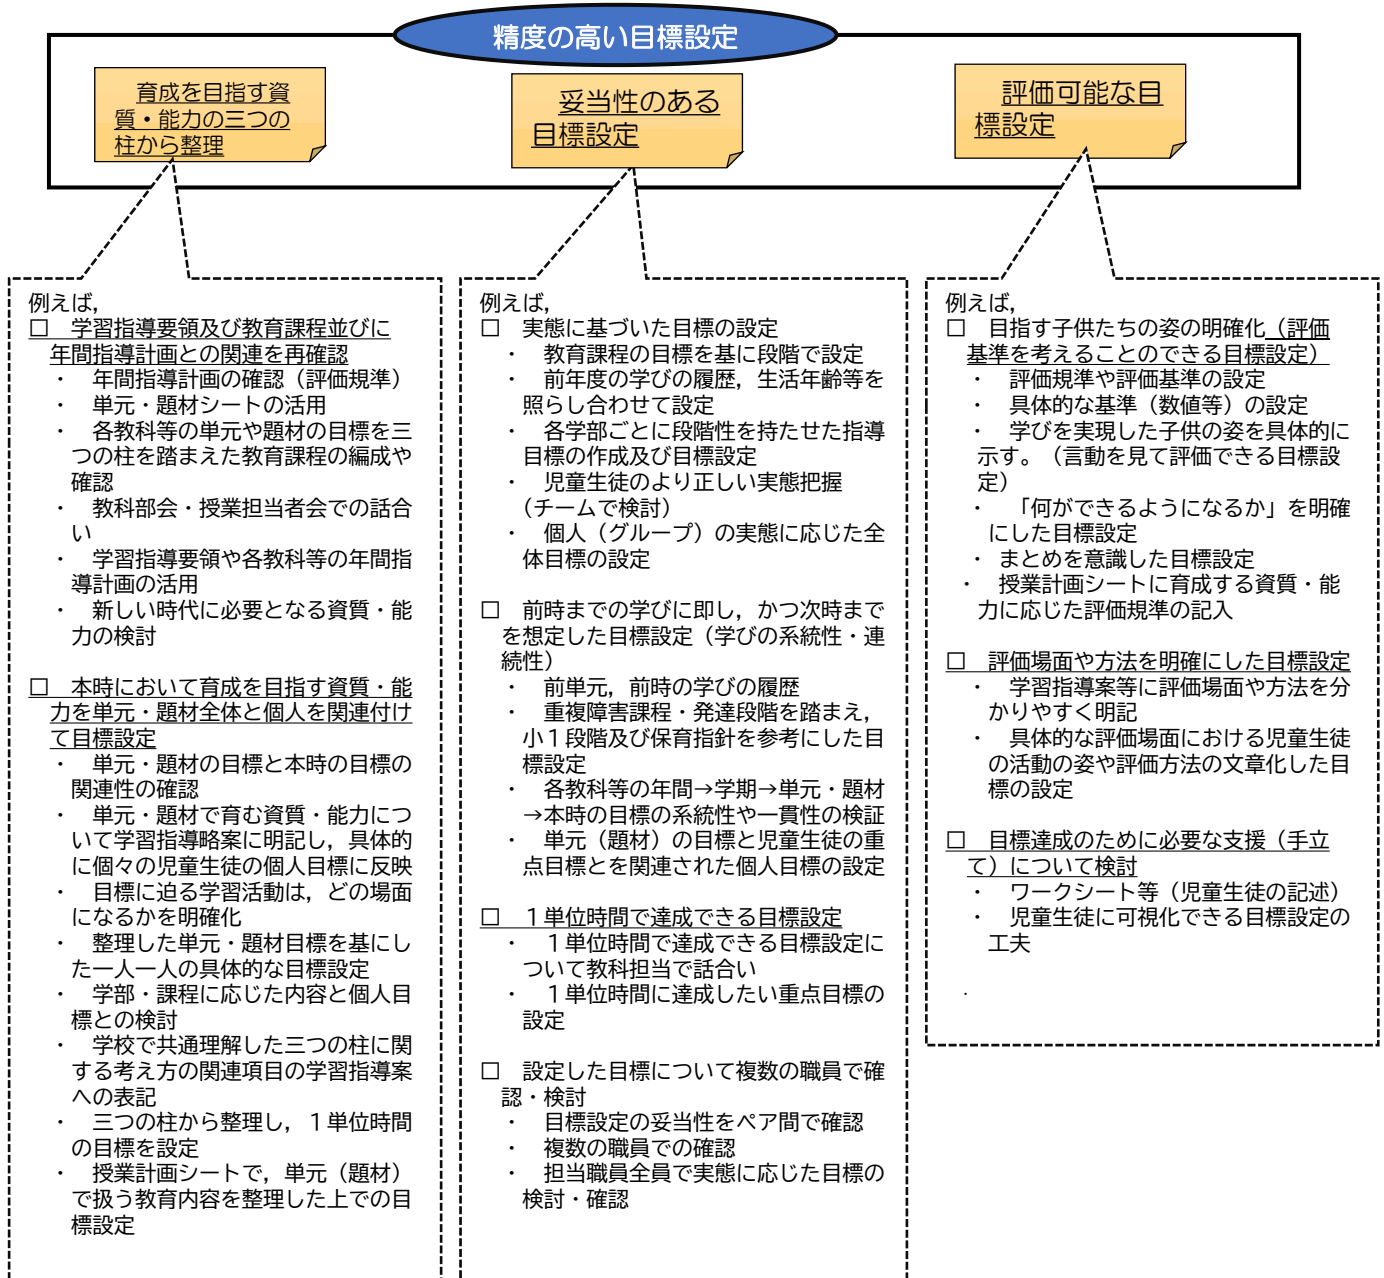 精度の高い目標設定
育成を目指す資
質・能力の三つの
柱から整理
妥当性のある
目標設定
評価可能な目
標設定
例えば，
□　学習指導要領及び教育課程並びに
年間指導計画との関連を再確認
・　年間指導計画の確認（評価規準）
・　単元・題材シートの活用
・　各教科等の単元や題材の目標を三
つの柱を踏まえた教育課程の編成や
確認
・　教科部会・授業担当者会での話合
い
・　学習指導要領や各教科等の年間指
導計画の活用
・　新しい時代に必要となる資質・能
力の検討
□　本時において育成を目指す資質・能
力を単元・題材全体と個人を関連付け
て目標設定
・　単元・題材の目標と本時の目標の
関連性の確認
・　単元・題材で育む資質・能力につ
いて学習指導略案に明記し，具体的
に個々の児童生徒の個人目標に反映
・　目標に迫る学習活動は，どの場面
になるかを明確化
・　整理した単元・題材目標を基にし
た一人一人の具体的な目標設定
・　学部・課程に応じた内容と個人目
標との検討
・　学校で共通理解した三つの柱に関
する考え方の関連項目の学習指導案
への表記
・　三つの柱から整理し，１単位時間
の目標を設定
・　授業計画シートで，単元（題材）
で扱う教育内容を整理した上での目
標設定
例えば，
□　実態に基づいた目標の設定
・　教育課程の目標を基に段階で設定
・　前年度の学びの履歴，生活年齢等を
照らし合わせて設定
・　各学部ごとに段階性を持たせた指導
目標の作成及び目標設定
・　児童生徒のより正しい実態把握
（チームで検討）
・　個人（グループ）の実態に応じた全
体目標の設定
□　前時までの学びに即し，かつ次時まで
を想定した目標設定（学びの系統性・連
続性）
・　前単元，前時の学びの履歴
・　重複障害課程・発達段階を踏まえ，
小１段階及び保育指針を参考にした目
標設定
・　各教科等の年間→学期→単元・題材
→本時の目標の系統性や一貫性の検証
・　単元（題材）の目標と児童生徒の重
点目標とを関連された個人目標の設定
□　１単位時間で達成できる目標設定
・　１単位時間で達成できる目標設定に
ついて教科担当で話合い
・　１単位時間に達成したい重点目標の
設定
□　設定した目標について複数の職員で確
認・検討
・　目標設定の妥当性をペア間で確認
・　複数の職員での確認
・　担当職員全員で実態に応じた目標の
検討・確認
例えば，
□　目指す子供たちの姿の明確化（評価
基準を考えることのできる目標設定）
・　評価規準や評価基準の設定
・　具体的な基準（数値等）の設定
・　学びを実現した子供の姿を具体的に
示す。（言動を見て評価できる目標設
定）
・　「何ができるようになるか」を明確
にした目標設定
・ まとめを意識した目標設定
・　授業計画シートに育成する資質・能
力に応じた評価規準の記入
□　評価場面や方法を明確にした目標設定
・　学習指導案等に評価場面や方法を分
かりやすく明記
・　具体的な評価場面における児童生徒
の活動の姿や評価方法の文章化した目
標の設定
□　目標達成のために必要な支援（手立
て）について検討
・　ワークシート等（児童生徒の記述）
・　児童生徒に可視化できる目標設定の
工夫
．